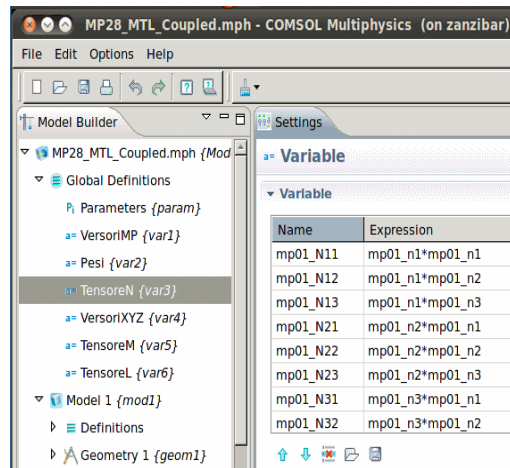 MP28_MTL_Coupled.mph - COMSOL Multiphysics (on zanzibar)
File Edit Options Help
Model Builder
MP28_MTL_Coupled.mph {Mod
Global Definitions
Pi Parameters {param}
a= VersoriMP {var1}
a= Pesi {var2}
a= TensoreN {var3}
a= VersoriXYZ {var4}
a= TensoreM {var5}
a= TensoreL {var6}
Model 1 {mod1}
Definitions
Geometry 1 {geom1}
Settings
a= Variable
Variable
Name Expression
mp01_N11 mp01_n1*mp01_n1
mp01_N12 mp01_n1*mp01_n2
mp01_N13 mp01_n1*mp01_n3
mp01_N21 mp01_n2*mp01_n1
mp01_N22 mp01_n2*mp01_n2
mp01_N23 mp01_n2*mp01_n3
mp01_N31 mp01_n3*mp01_n1
mp01_N32 mp01_n3*mp01_n2